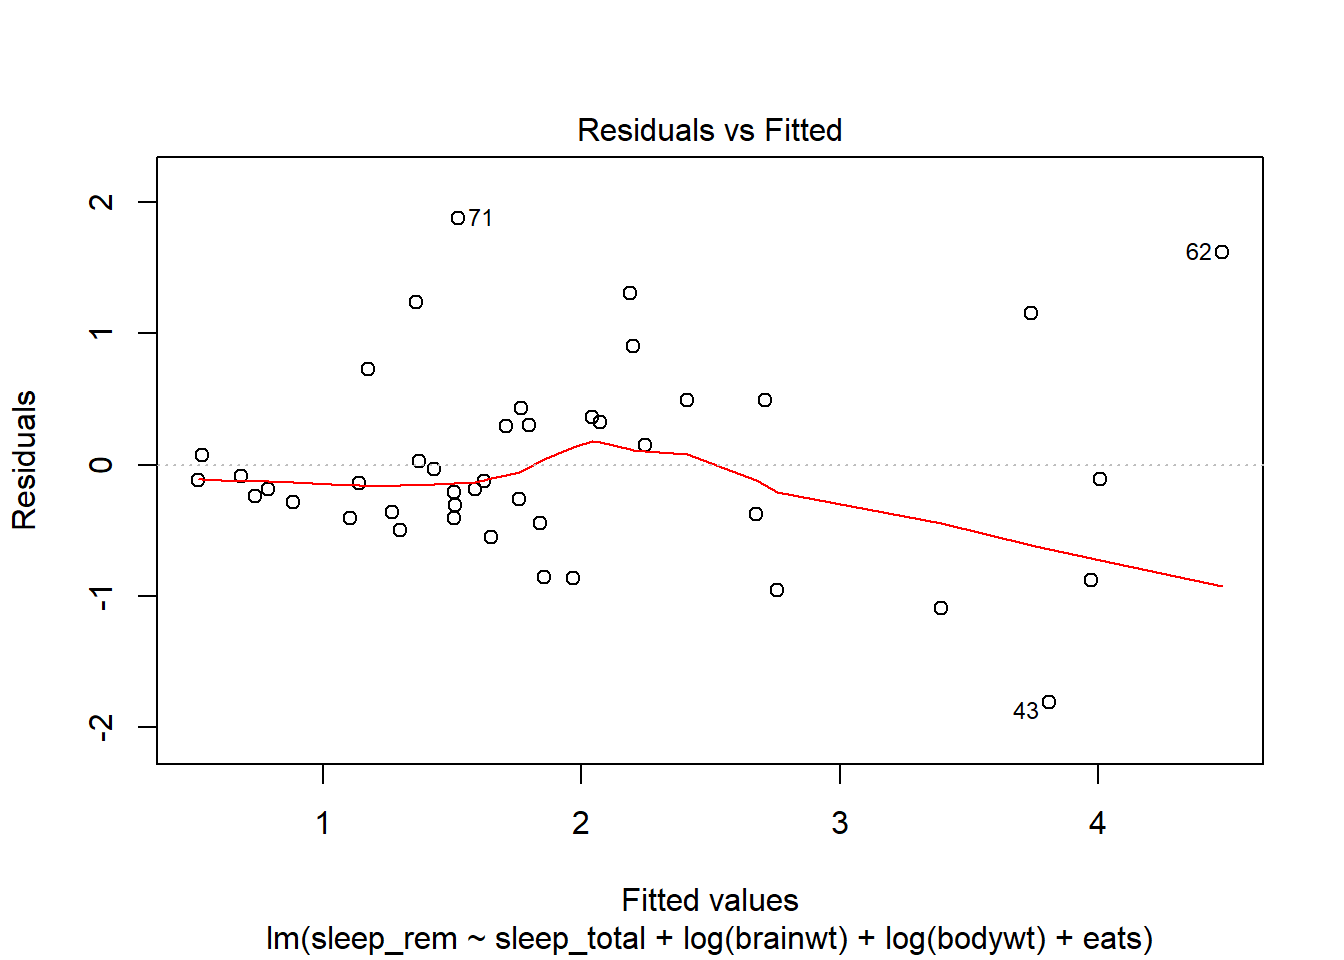 Residuals vs Fitted
Residuals
2
1
0
-1
-2
71
62
43
1 2 3 4
Fitted values
lm(sleep_rem ~ sleep_total + log(brainwt) + log(bodywt) + eats)